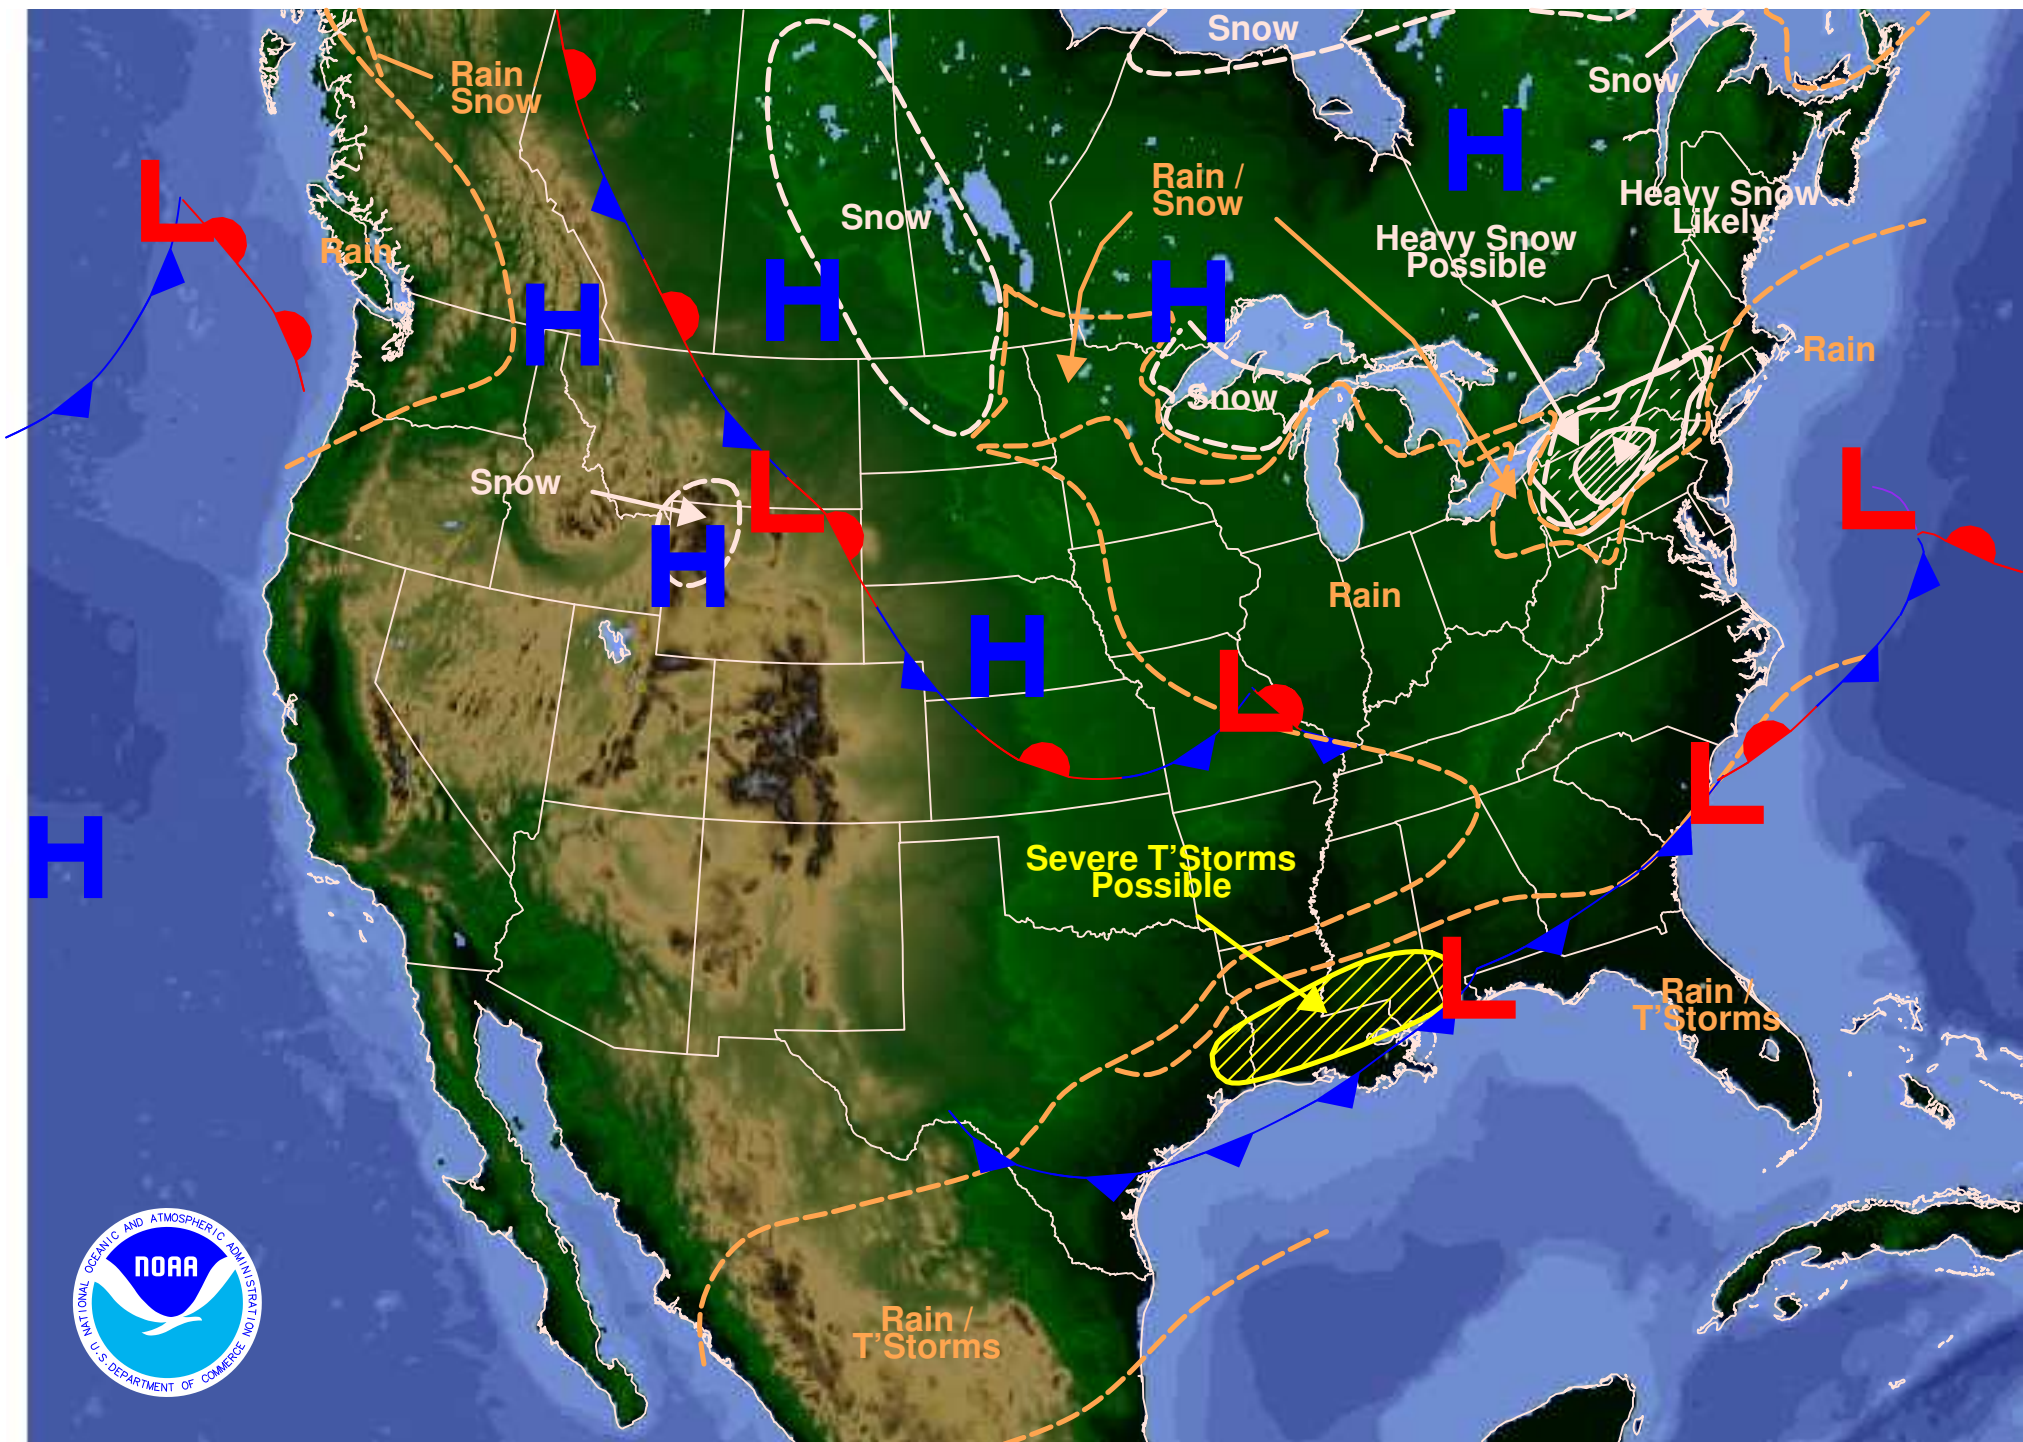 Snow
Rain /
Snow
Snow
Rain /
Snow
Heavy Snow
Likely
Snow
Rain
Heavy Snow
Possible
L
H
H
H
H
Rain
Snow
Snow
L
H
L
Rain
H
L
L
H
Severe T'Storms
Possible
L
Rain /
T'Storms
Rain /
T'Storms
NATIONAL OCEANIC AND ATMOSPHERIC ADMINISTRATION
NOAA
U.S. DEPARTMENT OF COMMERCE